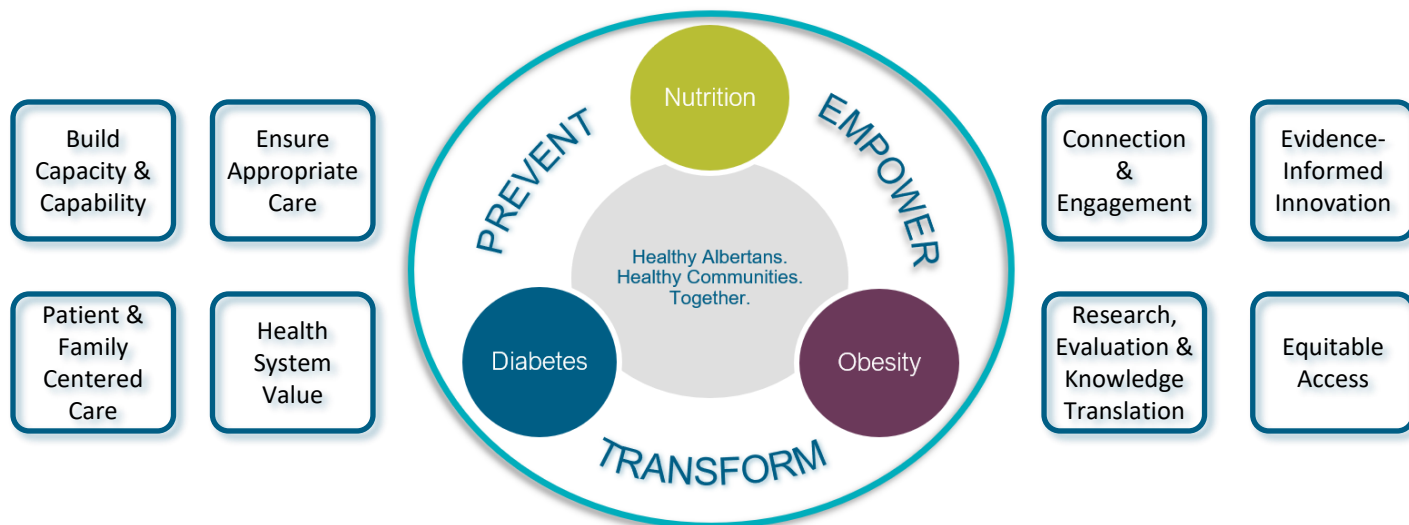 Build
Capacity &
Capability
Ensure
Appropriate
Care
Patient &
Family
Centered
Care
Health
System
Value
PREVENT
Nutrition
EMPOWER
Healthy Albertans.
Healthy Communities.
Together.
Diabetes
Obesity
TRANSFORM
Connection
&
Engagement
Evidence-
Informed
Innovation
Research,
Evaluation &
Knowledge
Translation
Equitable
Access